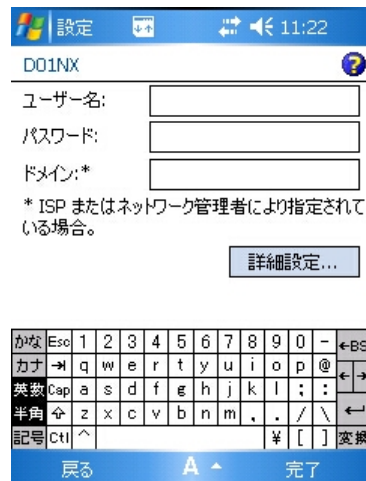 設定 11:22
DO1NX
ユーザー名:
パスワード:
ドメイン:*
* ISP またはネットワーク管理者により指定されて
いる場合。
詳細設定...
かな Esc 1 2 3 4 5 6 7 8 9 0 - ←BS
カナ →| q w e r t y u i o p @ ← →
英数 Cap a s d f g h j k l ; :
半角 z x c v b n m , . / \ ↵
記号 Ctl ^ ¥ [ ] 変換
戻る A 完了